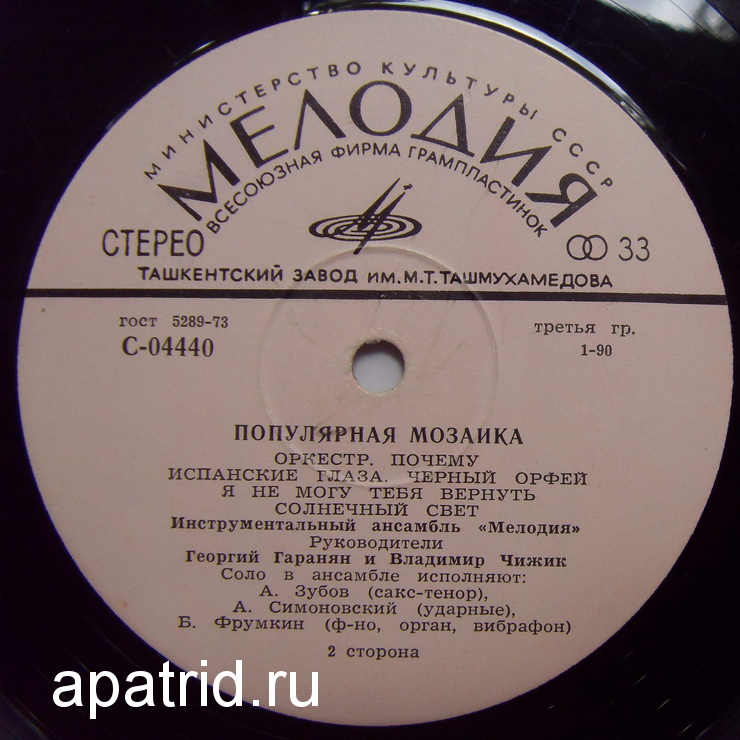 МИНИСТЕРСТВО КУЛЬТУРЫ СССР
МЕЛОДИЯ
ВСЕСОЮЗНАЯ ФИРМА ГРАМПЛАСТИНОК
СТЕРЕО 33
ТАШКЕНТСКИЙ ЗАВОД ИМ. М.Т.ТАШМУХАМЕДОВА
гост 5289-73 третья гр.
С-04440 1-90
ПОПУЛЯРНАЯ МОЗАИКА
ОРКЕСТР. ПОЧЕМУ
ИСПАНСКИЕ ГЛАЗА. ЧЕРНЫЙ ОРФЕЙ
Я НЕ МОГУ ТЕБЯ ВЕРНУТЬ
СОЛНЕЧНЫЙ СВЕТ
Инструментальный ансамбль «Мелодия»
Руководители
Георгий Гаранян и Владимир Чижик
Соло в ансамбле исполняют:
А. Зубов (сакс-тенор),
А. Симоновский (ударные),
Б. Фрумкин (ф-но, орган, вибрафон)
2 сторона
apatrid.ru